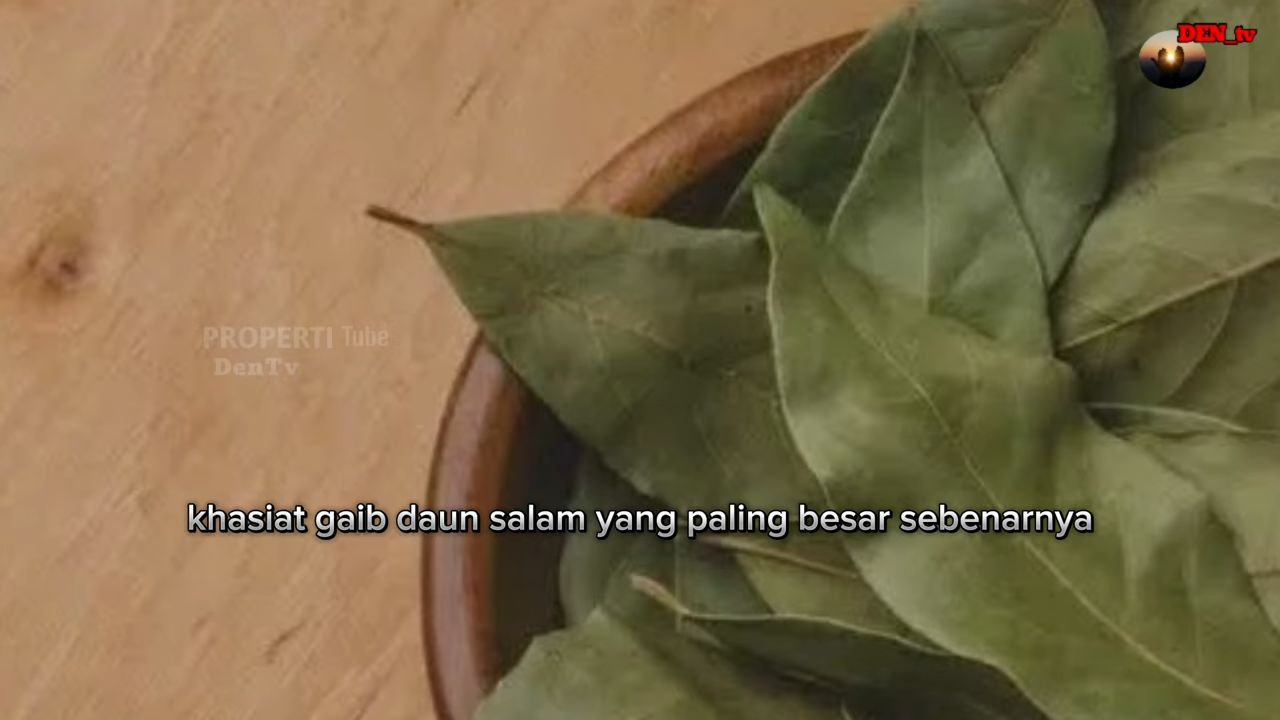 DEN_tv
PROPERTI Tube
DenTv
khasiat gaib daun salam yang paling besar sebenarnya